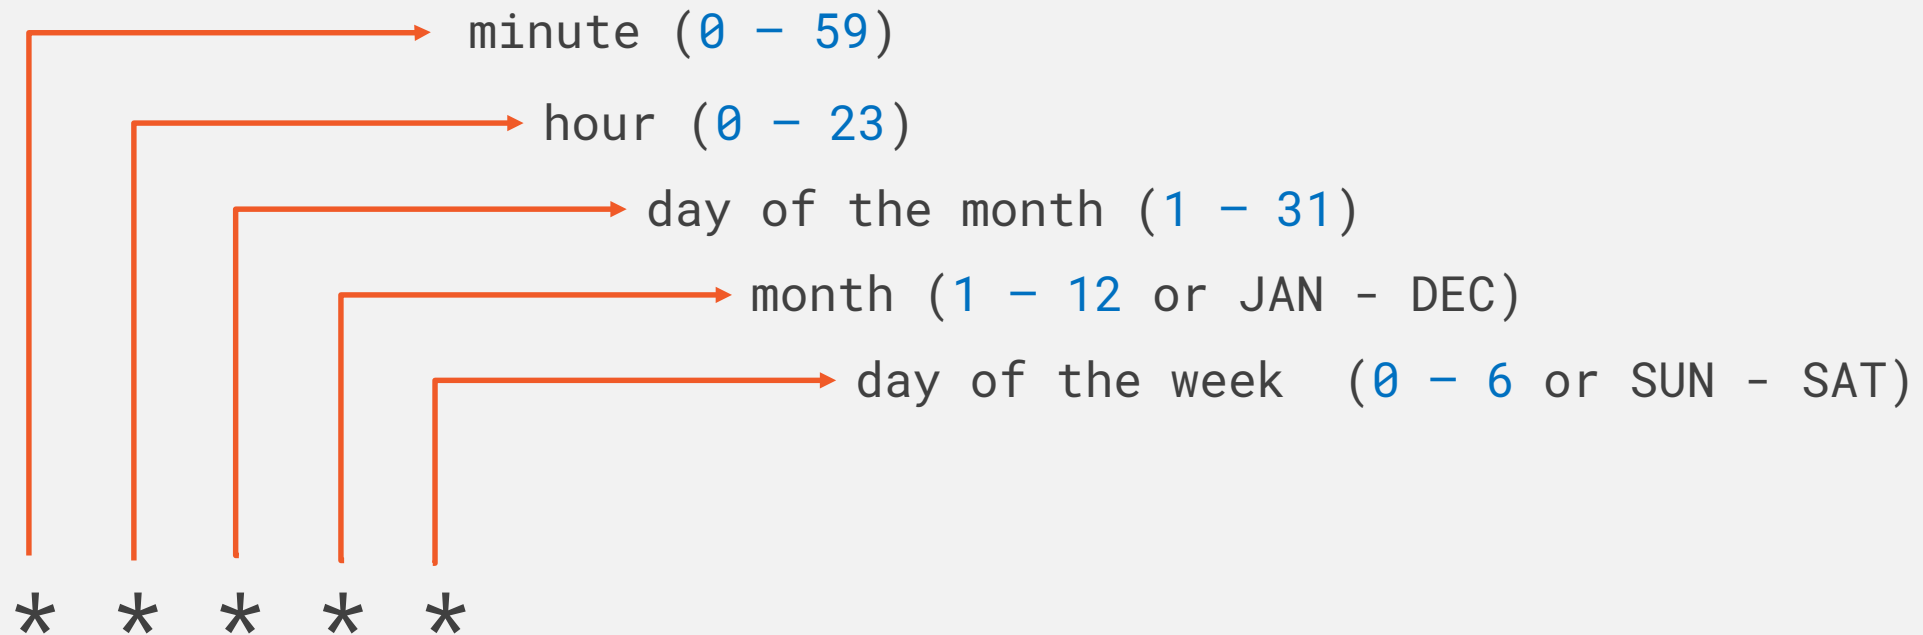 minute (0 – 59)
hour (0 – 23)
day of the month (1 – 31)
month (1 – 12 or JAN - DEC)
day of the week (0 – 6 or SUN - SAT)
* * * * *